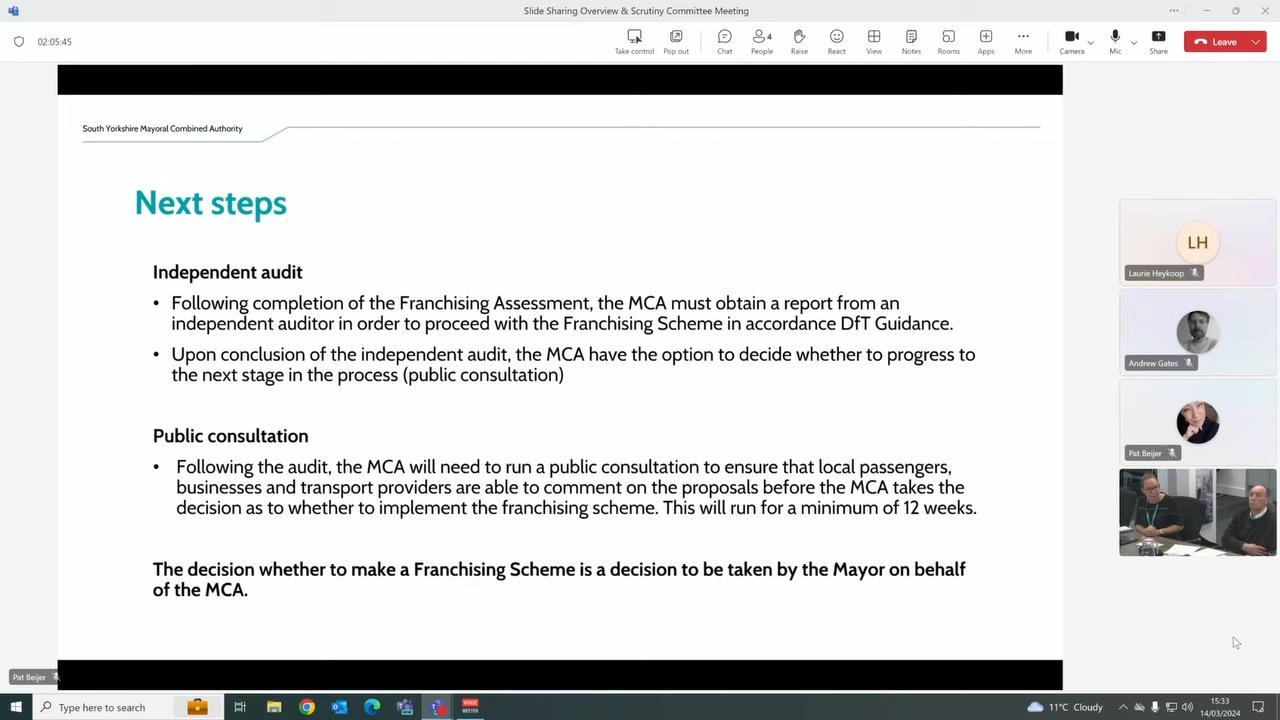 Slide Sharing Overview & Scrutiny Committee Meeting
02:05:45
Take control
Pop out
Chat
4
People
Raise
React
View
Notes
Rooms
Apps
More
Camera
Mic
Share
Leave
South Yorkshire Mayoral Combined Authority
Next steps
Independent audit
• Following completion of the Franchising Assessment, the MCA must obtain a report from an
independent auditor in order to proceed with the Franchising Scheme in accordance DfT Guidance.
• Upon conclusion of the independent audit, the MCA have the option to decide whether to progress to
the next stage in the process (public consultation)
Public consultation
• Following the audit, the MCA will need to run a public consultation to ensure that local passengers,
businesses and transport providers are able to comment on the proposals before the MCA takes the
decision as to whether to implement the franchising scheme. This will run for a minimum of 12 weeks.
The decision whether to make a Franchising Scheme is a decision to be taken by the Mayor on behalf
of the MCA.
LH
Laurie Heykoop
Andrew Gates
Pat Beijer
Pat Beijer
Type here to search
VOICE
MEETER
11°C Cloudy
15:33
14/03/2024